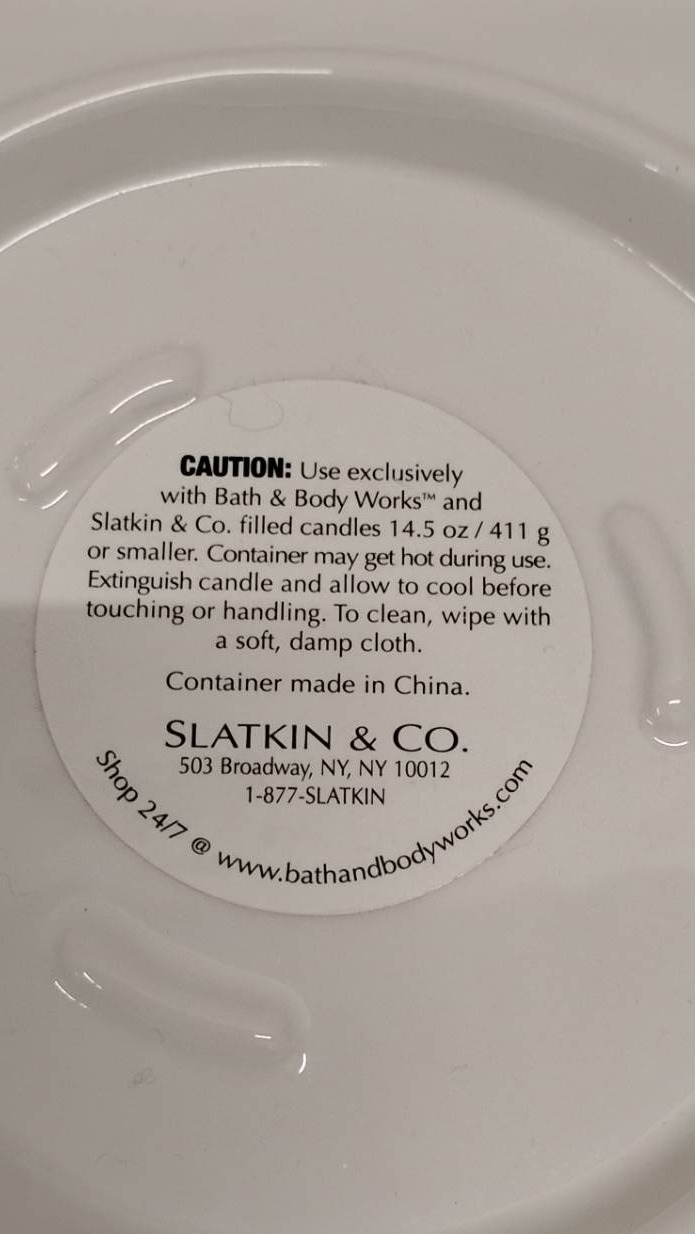 CAUTION: Use exclusively
with Bath & Body Works™ and
Slatkin & Co. filled candles 14.5 oz / 411 g
or smaller. Container may get hot during use.
Extinguish candle and allow to cool before
touching or handling. To clean, wipe with
a soft, damp cloth.
Container made in China.
SLATKIN & CO.
503 Broadway, NY, NY 10012
1-877-SLATKIN
Shop 24/7 @ www.bathandbodyworks.com